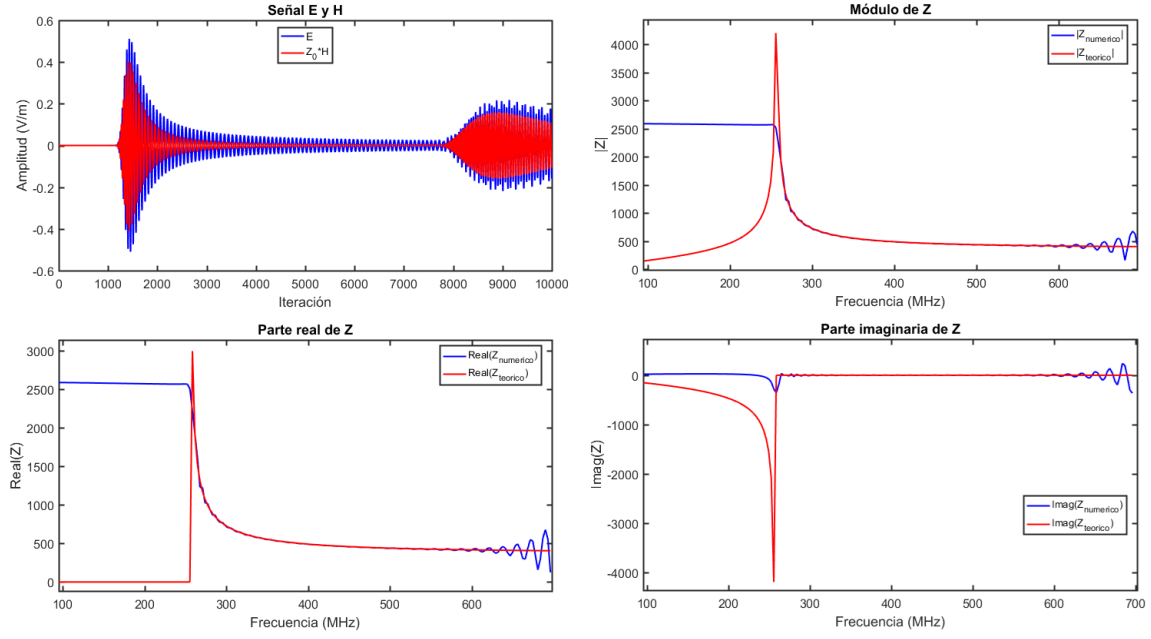 Señal E y H
E
Z0*H
Amplitud (V/m)
0.6
0.4
0.2
0
-0.2
-0.4
-0.6
0
1000
2000
3000
4000
5000
6000
7000
8000
9000
10000
Iteración
Módulo de Z
|Znumerico|
|Zteorico|
|Z|
4000
3500
3000
2500
2000
1500
1000
500
0
100
200
300
400
500
600
Frecuencia (MHz)
Parte real de Z
Real(Znumerico)
Real(Zteorico)
Real(Z)
3000
2500
2000
1500
1000
500
0
100
200
300
400
500
600
Frecuencia (MHz)
Parte imaginaria de Z
Imag(Znumerico)
Imag(Zteorico)
Imag(Z)
0
-1000
-2000
-3000
-4000
100
200
300
400
500
600
700
Frecuencia (MHz)